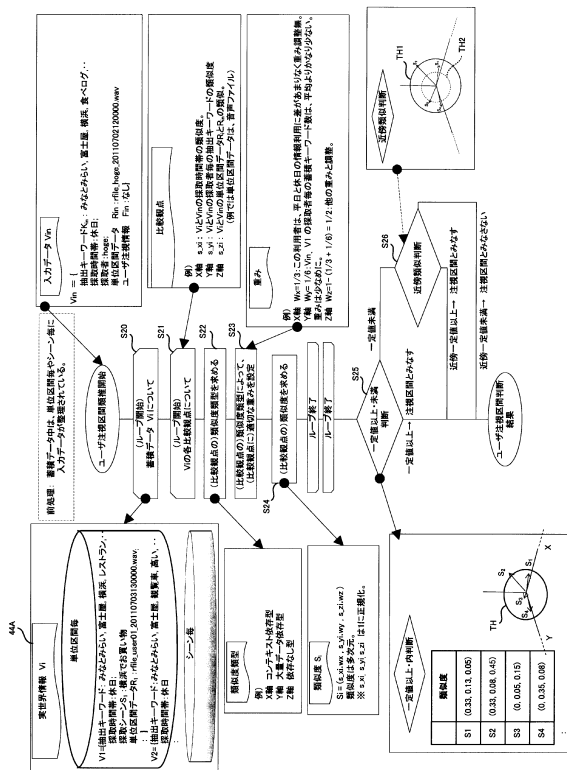 前処理: 蓄積データ中は、単位区間毎やシーン毎に
入力データが整理されている。
入力データ Vin
Vin = {
抽出キーワードKin: みなとみらい, 富士屋, 横浜, 食べログ,・・
採取時間帯:休日;
採取者:hoge;
単位区間データ Rin :rfile_hoge_20110702120000.wav
ユーザ注視情報 Fin :なし}
44A
実世界情報 Vi
単位区間毎
V1={抽出キーワード:みなとみらい, 富士屋, 横浜, レストラン,・・
採取時間帯:休日;
採取シーンS1:横浜でお買い物
単位区間データR1:rfile_user01_20110703130000.wav;
: }
V2= {抽出キーワード:みなとみらい, 富士屋, 観覧車, 高い,・・
採取時間帯:休日
シーン毎
ユーザ注視区間類推開始
S20
(ループ開始)
蓄積データ Viについて
S21
(ループ開始)
Viの各比較観点について
S22
(比較観点の)類似度類型を求める
S23
(比較観点の)類似度類型によって、
(比較観点に)適切な重みを設定
S24
(比較観点の)類似度を求める
ループ終了
ループ終了
S25
一定値以上・未満
判断
一定値未満
一定値以上→ 注視区間とみなす
S26
近傍類似判断
近傍一定値以上→ 注視区間とみなす
近傍一定値未満→ 注視区間とみなさない
ユーザ注視区間判断
結果
比較観点
例)
X軸 s_xi: ViとVinの採取時間帯の類似度。
Y軸 s_yi: ViとVinの採取者毎の抽出キーワードの類似度
Z軸 s_zi: ViとVinの単位区間データRiとRinの類似。
(例では単位区間データは、音声ファイル)
重み
例)
X軸 Wx=1/3:この利用者は、平日と休日の情報利用に差があまりなく重み調整無。
Y軸 Wy= 1/6:Vin, V1 の採取者毎の蓄積キーワード数は、平均よりかなり少ない。
重みは少なめに。
Z軸 Wz=1-(1/3 + 1/6) = 1/2:他の重みと調整。
類似度類型
例)
X軸 コンテキスト依存型
Y軸 大量データ依存型
Z軸 依存なし型
類似度 Si
Si = (s_xi.wx , s_yi.wy , s_zi.wz )
類似度は多次元。
※ s_xi, s_yi, s_zi は1に正規化。
一定値以上・内判断
類似度
S1 (0.33, 0.13, 0.05)
S2 (0.33, 0.08, 0.45)
S3 (0, 0.05, 0.15)
S4 (0, 0.35, 0.08)
:
TH
S1
S2
S3
S4
X
Y
近傍類似判断
TH1
TH2